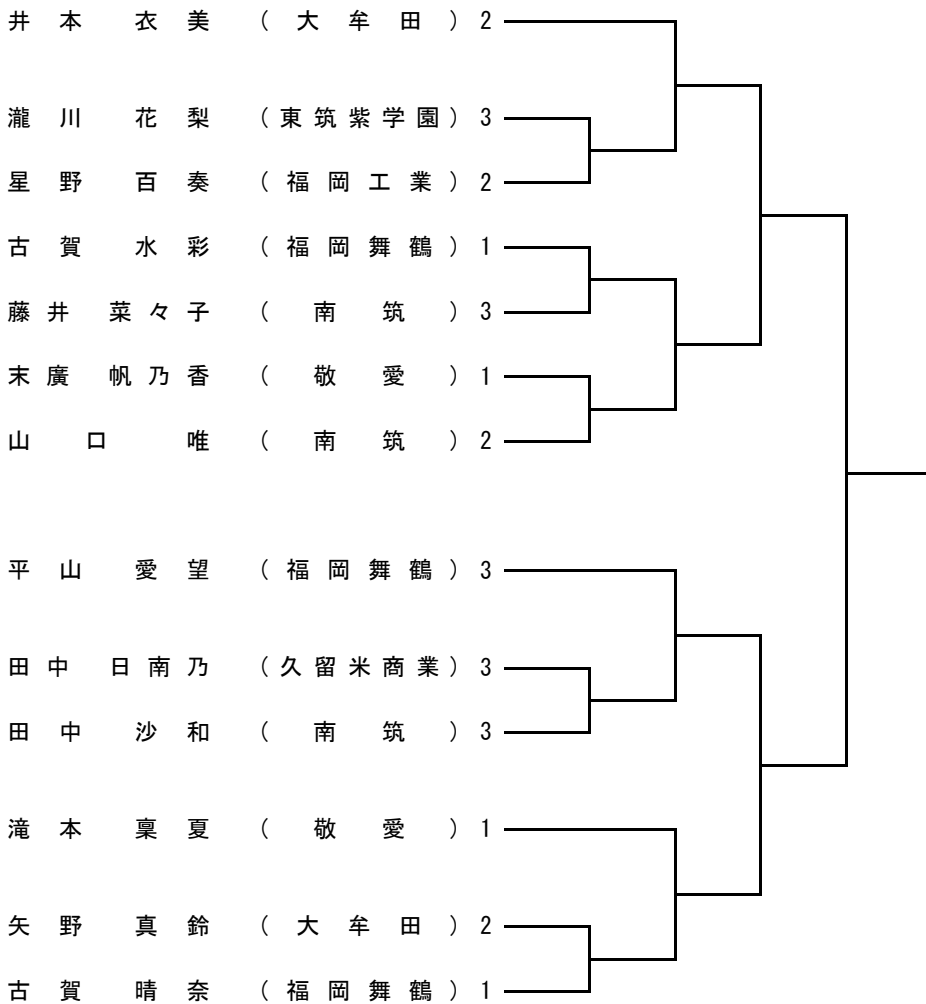 井本 衣美 （大牟田） 2
瀧川 花梨 （東筑紫学園） 3
星野 百奏 （福岡工業） 2
古賀 水彩 （福岡舞鶴） 1
藤井 菜々子 （南筑） 3
末廣 帆乃香 （敬愛） 1
山口 唯 （南筑） 2
平山 愛望 （福岡舞鶴） 3
田中 日南乃 （久留米商業） 3
田中 沙和 （南筑） 3
滝本 稟夏 （敬愛） 1
矢野 真鈴 （大牟田） 2
古賀 晴奈 （福岡舞鶴） 1